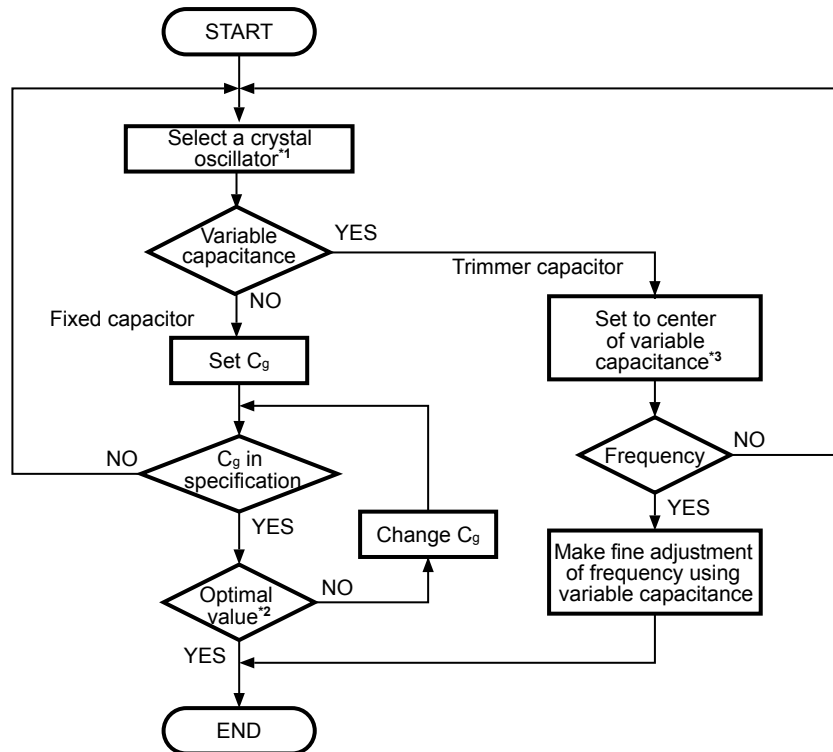 START
Select a crystal
oscillator*1
Variable
capacitance
YES
Trimmer capacitor
NO
Fixed capacitor
Set Cg
Set to center
of variable
capacitance*3
NO
Cg in
specification
YES
Change Cg
Frequency
NO
YES
Optimal
value*2
NO
YES
Make fine adjustment
of frequency using
variable capacitance
END